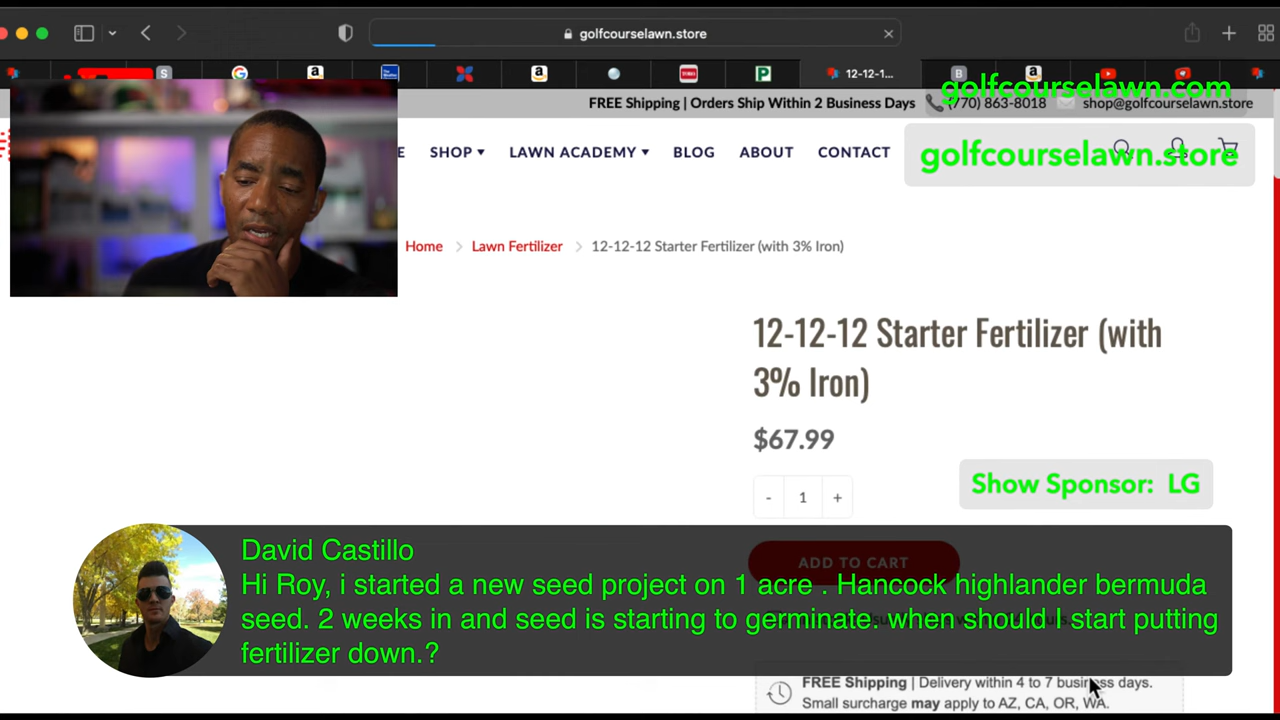 golfcourselawn.store
12-12-1...
golfcourselawn.com
FREE Shipping | Orders Ship Within 2 Business Days
(770) 863-8018
shop@golfcourselawn.store
E
SHOP
LAWN ACADEMY
BLOG
ABOUT
CONTACT
golfcourselawn.store
Home
Lawn Fertilizer
12-12-12 Starter Fertilizer (with 3% Iron)
12-12-12 Starter Fertilizer (with
3% Iron)
$67.99
- 1 +
Show Sponsor: LG
ADD TO CART
David Castillo
Hi Roy, i started a new seed project on 1 acre . Hancock highlander bermuda
seed. 2 weeks in and seed is starting to germinate. when should I start putting
fertilizer down.?
FREE Shipping | Delivery within 4 to 7 business days.
Small surcharge may apply to AZ, CA, OR, WA.